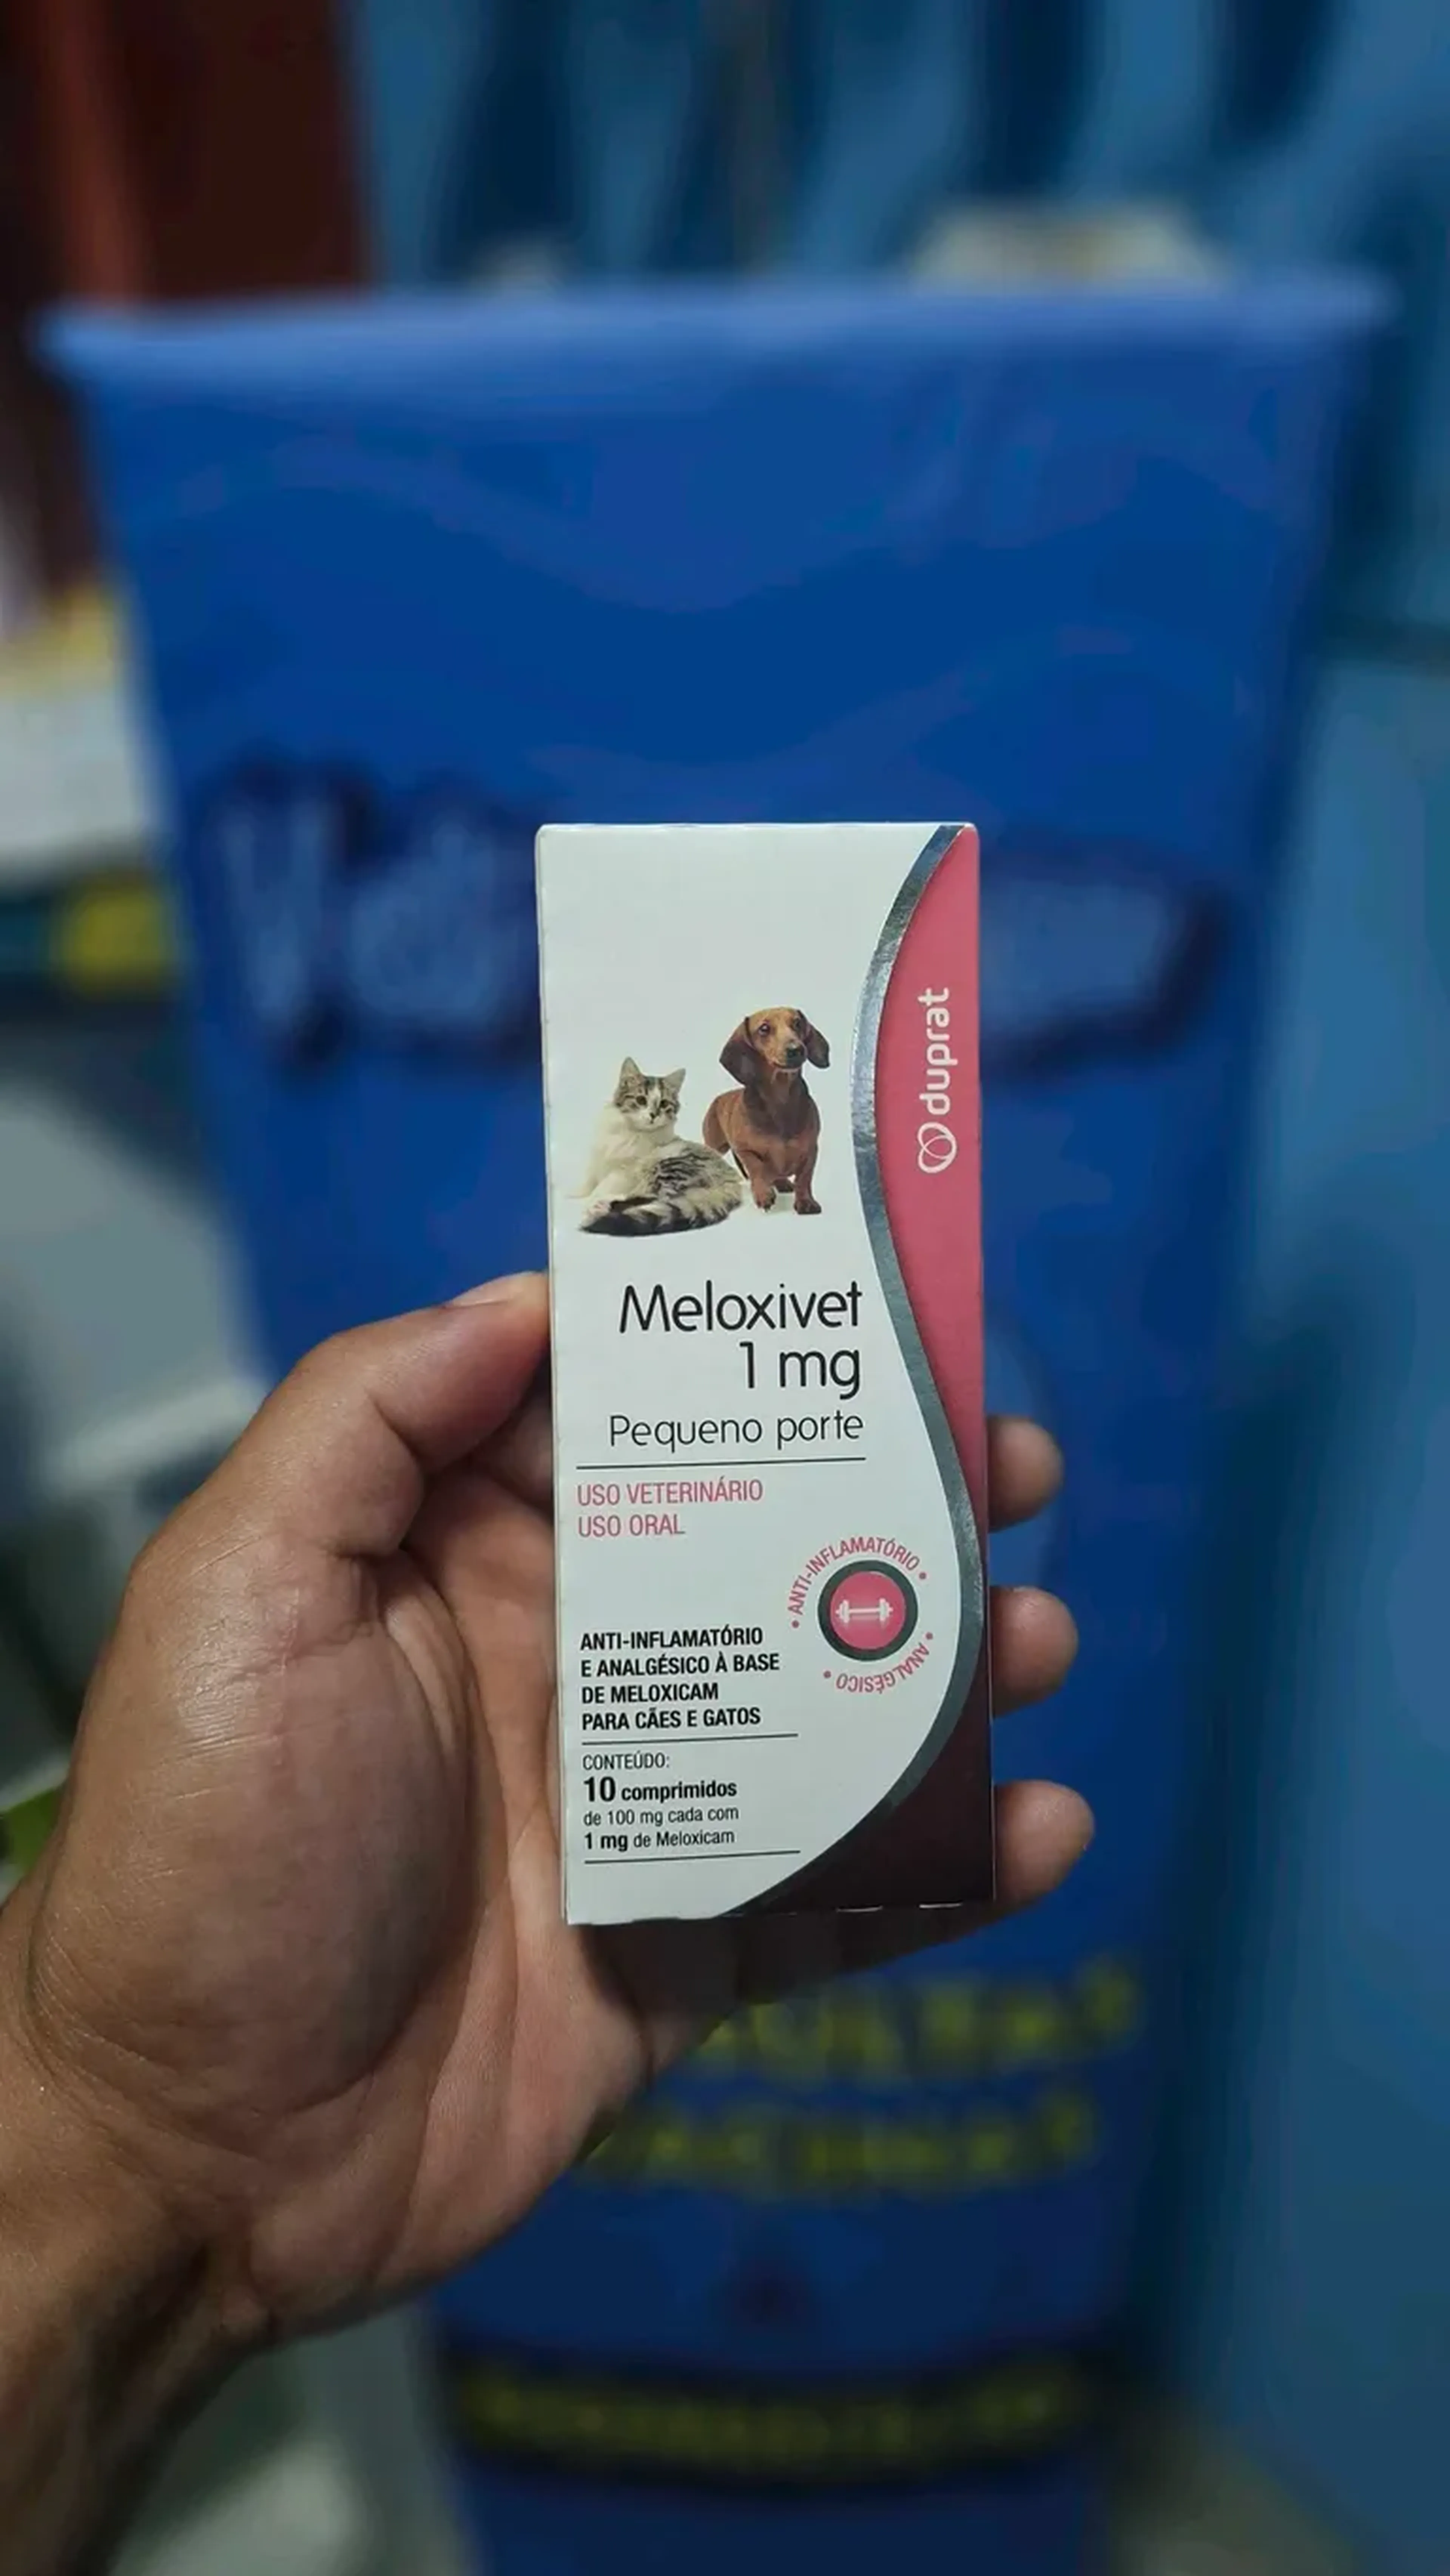 duprat
Meloxivet
1 mg
Pequeno porte
USO VETERINÁRIO
USO ORAL
• ANTI-INFLAMATÓRIO •
• ANALGÉSICO •
ANTI-INFLAMATÓRIO
E ANALGÉSICO À BASE
DE MELOXICAM
PARA CÃES E GATOS
CONTEÚDO:
10 comprimidos
de 100 mg cada com
1 mg de Meloxicam